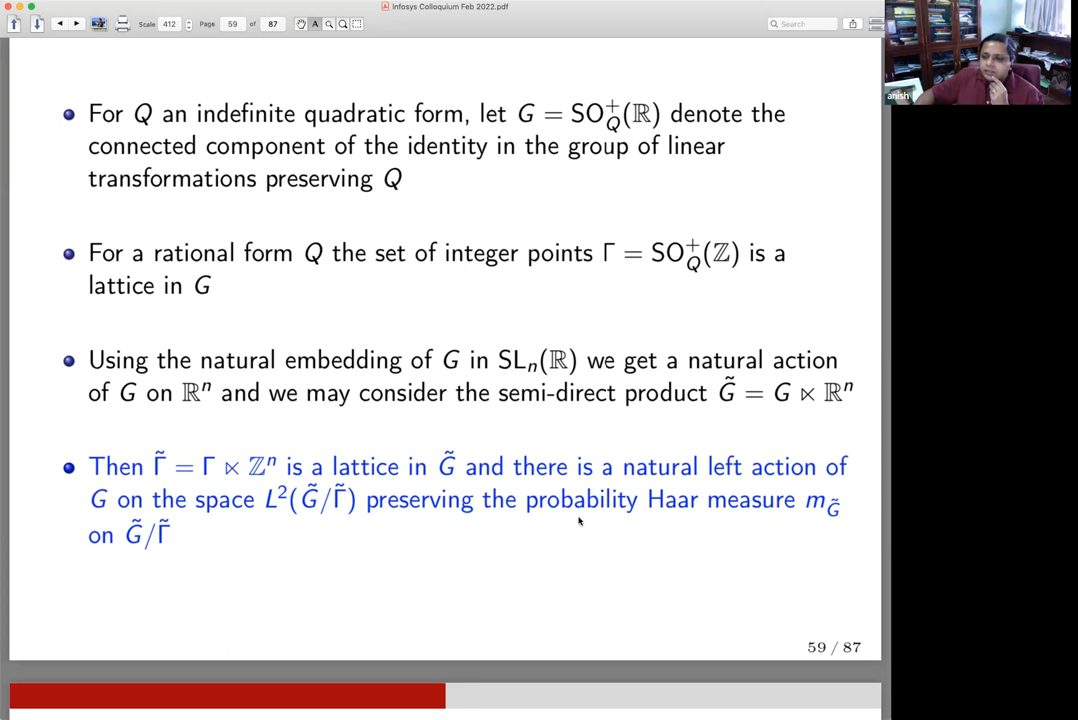 Infosys Colloquium Feb 2022.pdf
Scale 412 Page 59 of 87 Search
anish
For Q an indefinite quadratic form, let G = SO⁺_Q(ℝ) denote the
connected component of the identity in the group of linear
transformations preserving Q
For a rational form Q the set of integer points Γ = SO⁺_Q(ℤ) is a
lattice in G
Using the natural embedding of G in SL_n(ℝ) we get a natural action
of G on ℝⁿ and we may consider the semi-direct product G̃ = G ⋉ ℝⁿ
Then Γ̃ = Γ ⋉ ℤⁿ is a lattice in G̃ and there is a natural left action of
G on the space L²(G̃/Γ̃) preserving the probability Haar measure m_G̃
on G̃/Γ̃
59 / 87